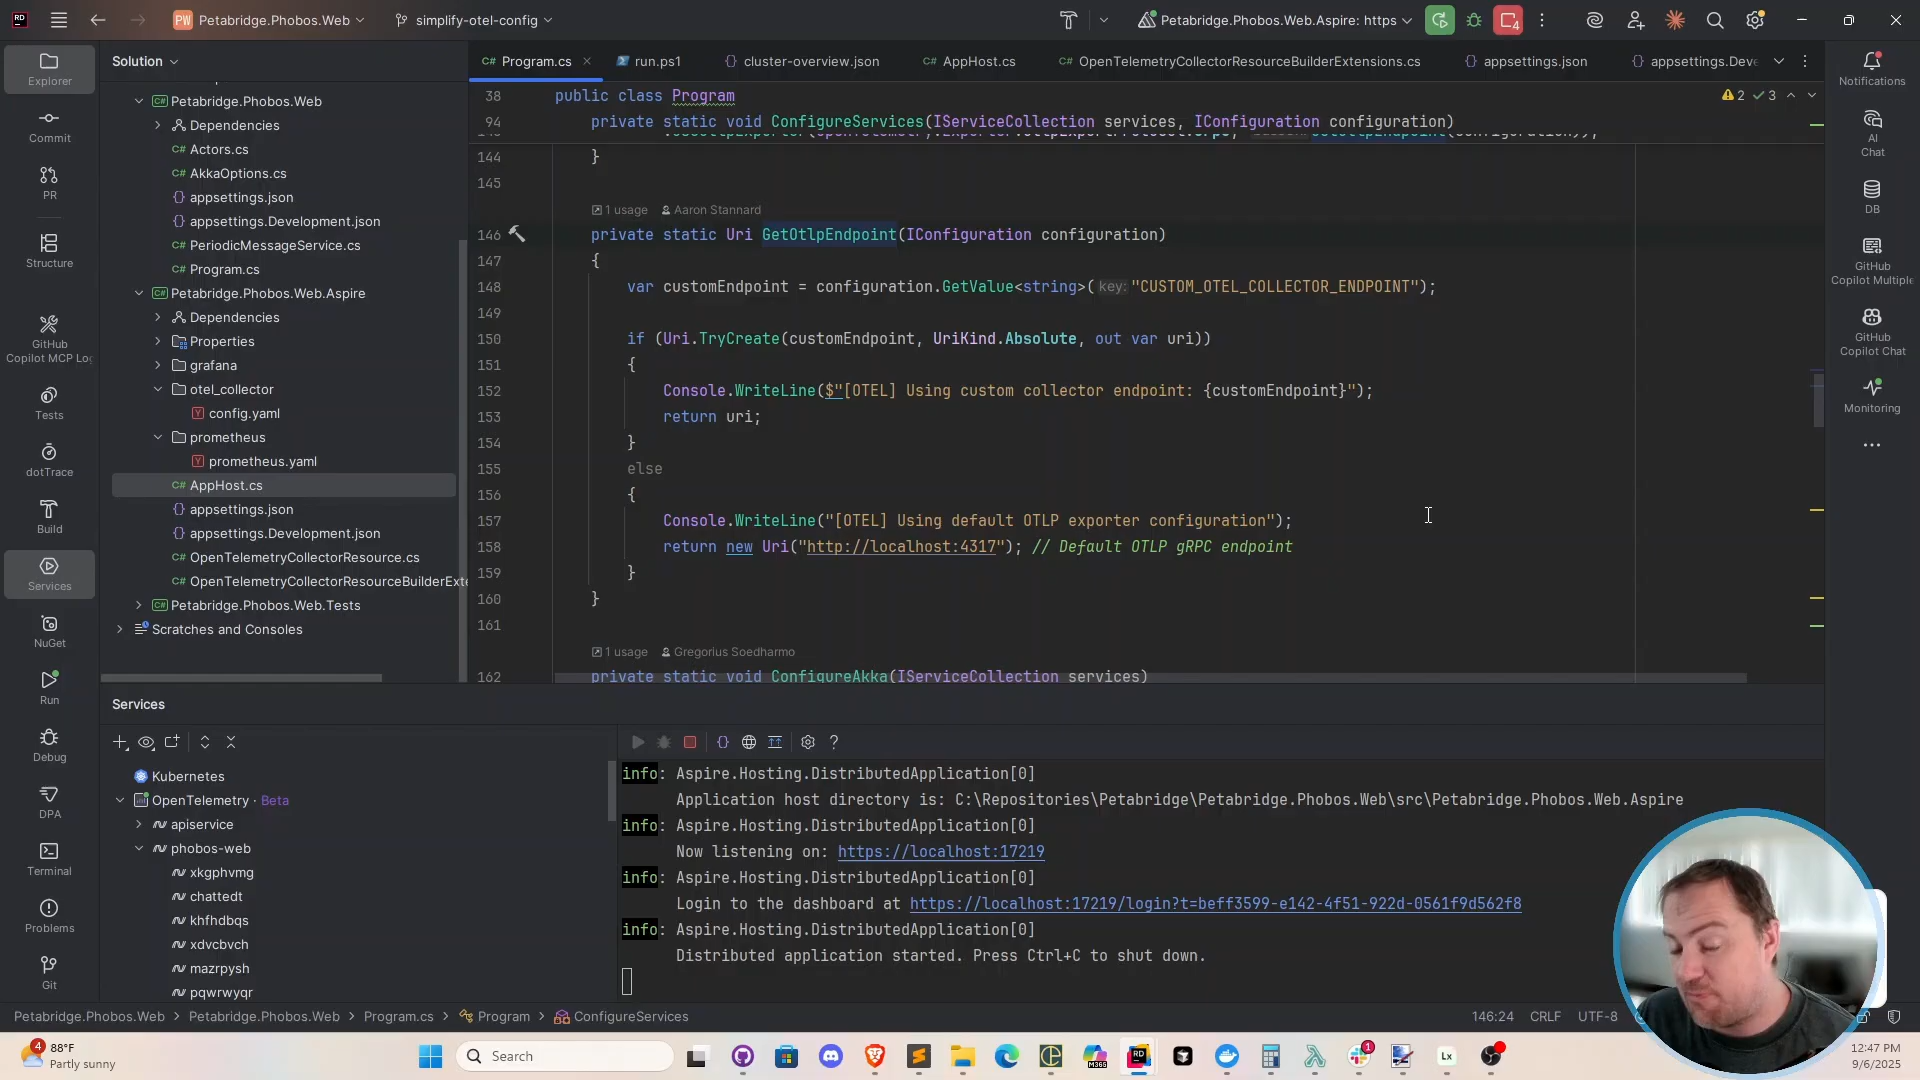 PW Petabridge.Phobos.Web
simplify-otel-config
Petabridge.Phobos.Web.Aspire: https
4
Explorer
Commit
PR
Structure
GitHub
Copilot MCP Log
Tests
dotTrace
Build
Services
NuGet
Run
Debug
DPA
Terminal
Problems
Git
Solution
Petabridge.Phobos.Web
Dependencies
C# Actors.cs
C# AkkaOptions.cs
{} appsettings.json
{} appsettings.Development.json
C# PeriodicMessageService.cs
C# Program.cs
Petabridge.Phobos.Web.Aspire
Dependencies
Properties
grafana
otel_collector
config.yaml
prometheus
prometheus.yaml
C# AppHost.cs
{} appsettings.json
{} appsettings.Development.json
C# OpenTelemetryCollectorResource.cs
C# OpenTelemetryCollectorResourceBuilderExte
Petabridge.Phobos.Web.Tests
Scratches and Consoles
C# Program.cs
run.ps1
{} cluster-overview.json
C# AppHost.cs
C# OpenTelemetryCollectorResourceBuilderExtensions.cs
{} appsettings.json
{} appsettings.Deve
38 public class Program
2 3
94 private static void ConfigureServices(IServiceCollection services, IConfiguration configuration)
144 }
145
1 usage Aaron Stannard
146 private static Uri GetOtlpEndpoint(IConfiguration configuration)
147 {
148 var customEndpoint = configuration.GetValue<string>( key: "CUSTOM_OTEL_COLLECTOR_ENDPOINT");
149
150 if (Uri.TryCreate(customEndpoint, UriKind.Absolute, out var uri))
151 {
152 Console.WriteLine($"[OTEL] Using custom collector endpoint: {customEndpoint}");
153 return uri;
154 }
155 else
156 {
157 Console.WriteLine("[OTEL] Using default OTLP exporter configuration");
158 return new Uri("http://localhost:4317"); // Default OTLP gRPC endpoint
159 }
160 }
161
1 usage Gregorius Soedharmo
162 private static void ConfigureAkka(IServiceCollection services)
Notifications
AI
Chat
DB
GitHub
Copilot Multiple
GitHub
Copilot Chat
Monitoring
Services
Kubernetes
OpenTelemetry · Beta
apiservice
phobos-web
xkgphvmg
chattedt
khfhdbqs
xdvcbvch
mazrpysh
pqwrwyqr
info: Aspire.Hosting.DistributedApplication[0]
Application host directory is: C:\Repositories\Petabridge\Petabridge.Phobos.Web\src\Petabridge.Phobos.Web.Aspire
info: Aspire.Hosting.DistributedApplication[0]
Now listening on: https://localhost:17219
info: Aspire.Hosting.DistributedApplication[0]
Login to the dashboard at https://localhost:17219/login?t=beff3599-e142-4f51-922d-0561f9d562f8
info: Aspire.Hosting.DistributedApplication[0]
Distributed application started. Press Ctrl+C to shut down.
Petabridge.Phobos.Web > Petabridge.Phobos.Web > Program.cs > Program > ConfigureServices
146:24 CRLF UTF-8
4
88°F
Partly sunny
Search
M365
RD
Lx
1
12:47 PM
9/6/2025